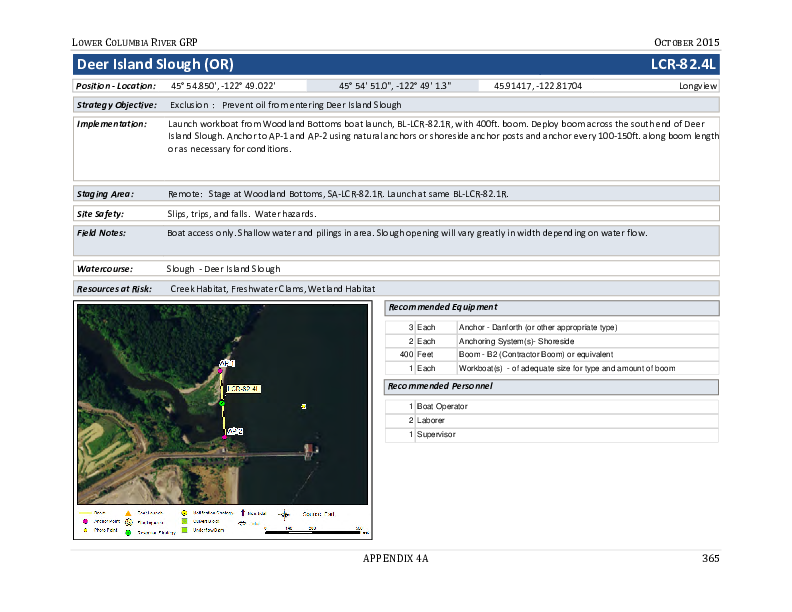 LOWER COLUMBIA RIVER GRP OCTOBER 2015
Deer Island Slough (OR) LCR-82.4L
Position - Location: 45° 54.850', -122° 49.022' 45° 54' 51.0", -122° 49' 1.3" 45.91417, -122.81704 Longview
Strategy Objective: Exclusion : Prevent oil from entering Deer Island Slough
Implementation: Launch workboat from Woodland Bottoms boat launch, BL-LCR-82.1R, with 400ft. boom. Deploy boom across the south end of Deer
Island Slough. Anchor to AP-1 and AP-2 using natural anchors or shoreside anchor posts and anchor every 100-150ft. along boom length
or as necessary for conditions.
Staging Area: Remote: Stage at Woodland Bottoms, SA-LCR-82.1R. Launch at same BL-LCR-82.1R.
Site Safety: Slips, trips, and falls. Water hazards.
Field Notes: Boat access only. Shallow water and pilings in area. Slough opening will vary greatly in width depending on water flow.
Watercourse: Slough - Deer Island Slough
Resources at Risk: Creek Habitat, Freshwater Clams, Wetland Habitat
Recommended Equipment
3 Each Anchor - Danforth (or other appropriate type)
2 Each Anchoring System(s)- Shoreside
400 Feet Boom - B2 (Contractor Boom) or equivalent
1 Each Workboat(s) - of adequate size for type and amount of boom
Recommended Personnel
1 Boat Operator
2 Laborer
1 Supervisor
AP-1
LCR-82.4L
AP-2
Anchor Point
Photo Point
APPENDIX 4A 365